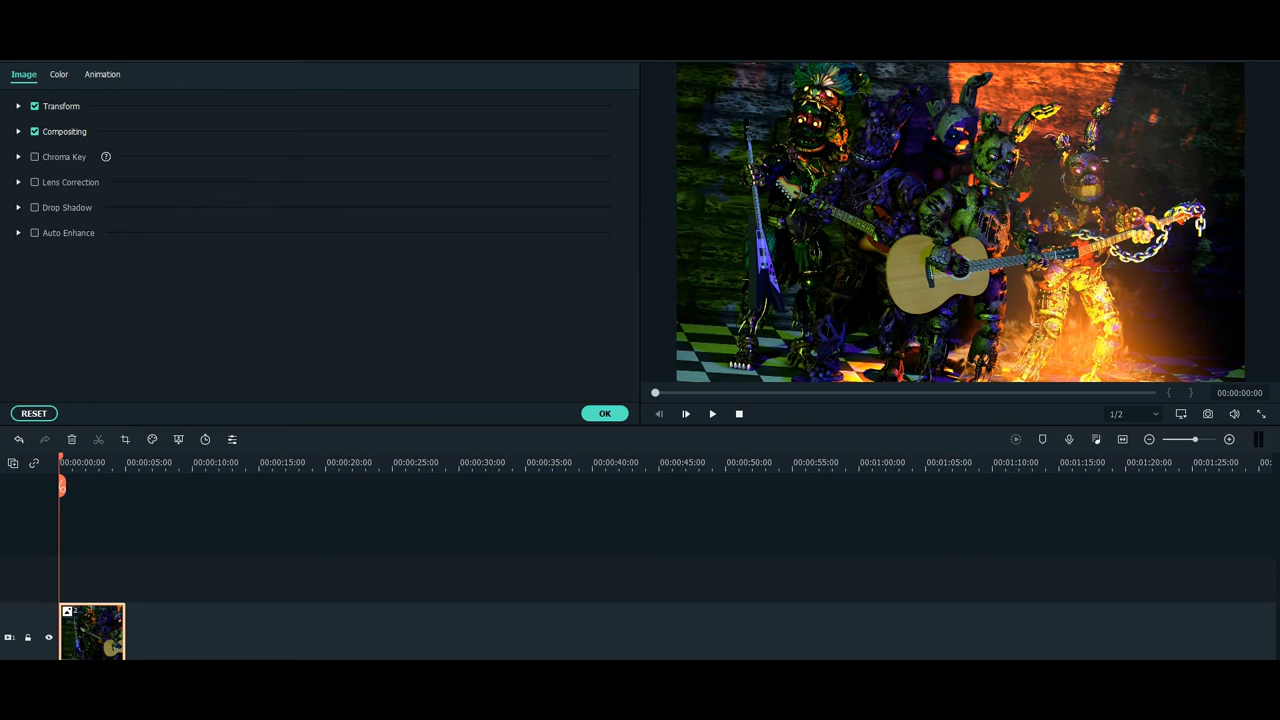 Image Color Animation
Transform
Compositing
Chroma Key ?
Lens Correction
Drop Shadow
Auto Enhance
RESET OK
00:00:00:00
1/2
00:00:00:00 00:00:05:00 00:00:10:00 00:00:15:00 00:00:20:00 00:00:25:00 00:00:30:00 00:00:35:00 00:00:40:00 00:00:45:00 00:00:50:00 00:00:55:00 00:01:00:00 00:01:05:00 00:01:10:00 00:01:15:00 00:01:20:00 00:01:25:00 00:
2
1